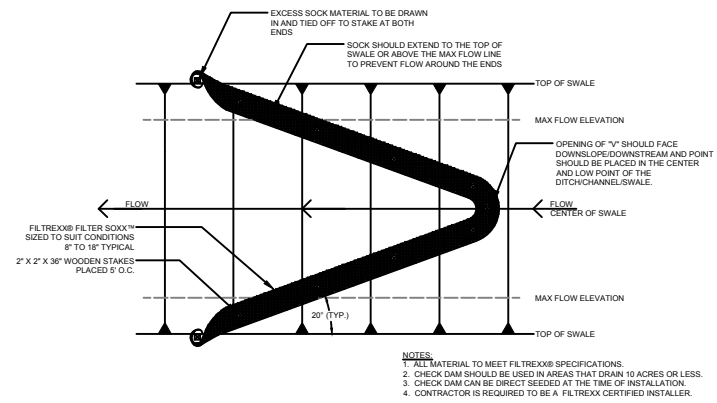 EXCESS SOCK MATERIAL TO BE DRAWN
IN AND TIED OFF TO STAKE AT BOTH
ENDS
SOCK SHOULD EXTEND TO THE TOP OF
SWALE OR ABOVE THE MAX FLOW LINE
TO PREVENT FLOW AROUND THE ENDS
TOP OF SWALE
MAX FLOW ELEVATION
OPENING OF "V" SHOULD FACE
DOWNSLOPE/DOWNSTREAM AND POINT
SHOULD BE PLACED IN THE CENTER
AND LOW POINT OF THE
DITCH/CHANNEL/SWALE.
FLOW
FLOW
CENTER OF SWALE
FILTREXX® FILTER SOXX™
SIZED TO SUIT CONDITIONS
8" TO 18" TYPICAL
2" X 2" X 36" WOODEN STAKES
PLACED 5' O.C.
MAX FLOW ELEVATION
20° (TYP.)
TOP OF SWALE
NOTES:
1. ALL MATERIAL TO MEET FILTREXX® SPECIFICATIONS.
2. CHECK DAM SHOULD BE USED IN AREAS THAT DRAIN 10 ACRES OR LESS.
3. CHECK DAM CAN BE DIRECT SEEDED AT THE TIME OF INSTALLATION.
4. CONTRACTOR IS REQUIRED TO BE A FILTREXX CERTIFIED INSTALLER.